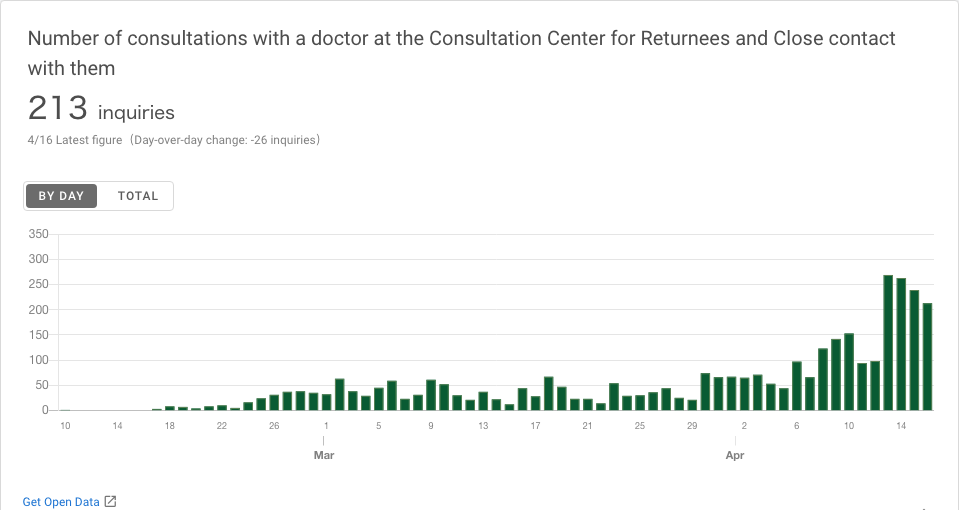 Number of consultations with a doctor at the Consultation Center for Returnees and Close contact
with them
213 inquiries
4/16 Latest figure（Day-over-day change: -26 inquiries）
BY DAY TOTAL
350
300
250
200
150
100
50
0
10 14 18 22 26 1 5 9 13 17 21 25 29 2 6 10 14
Mar Apr
Get Open Data